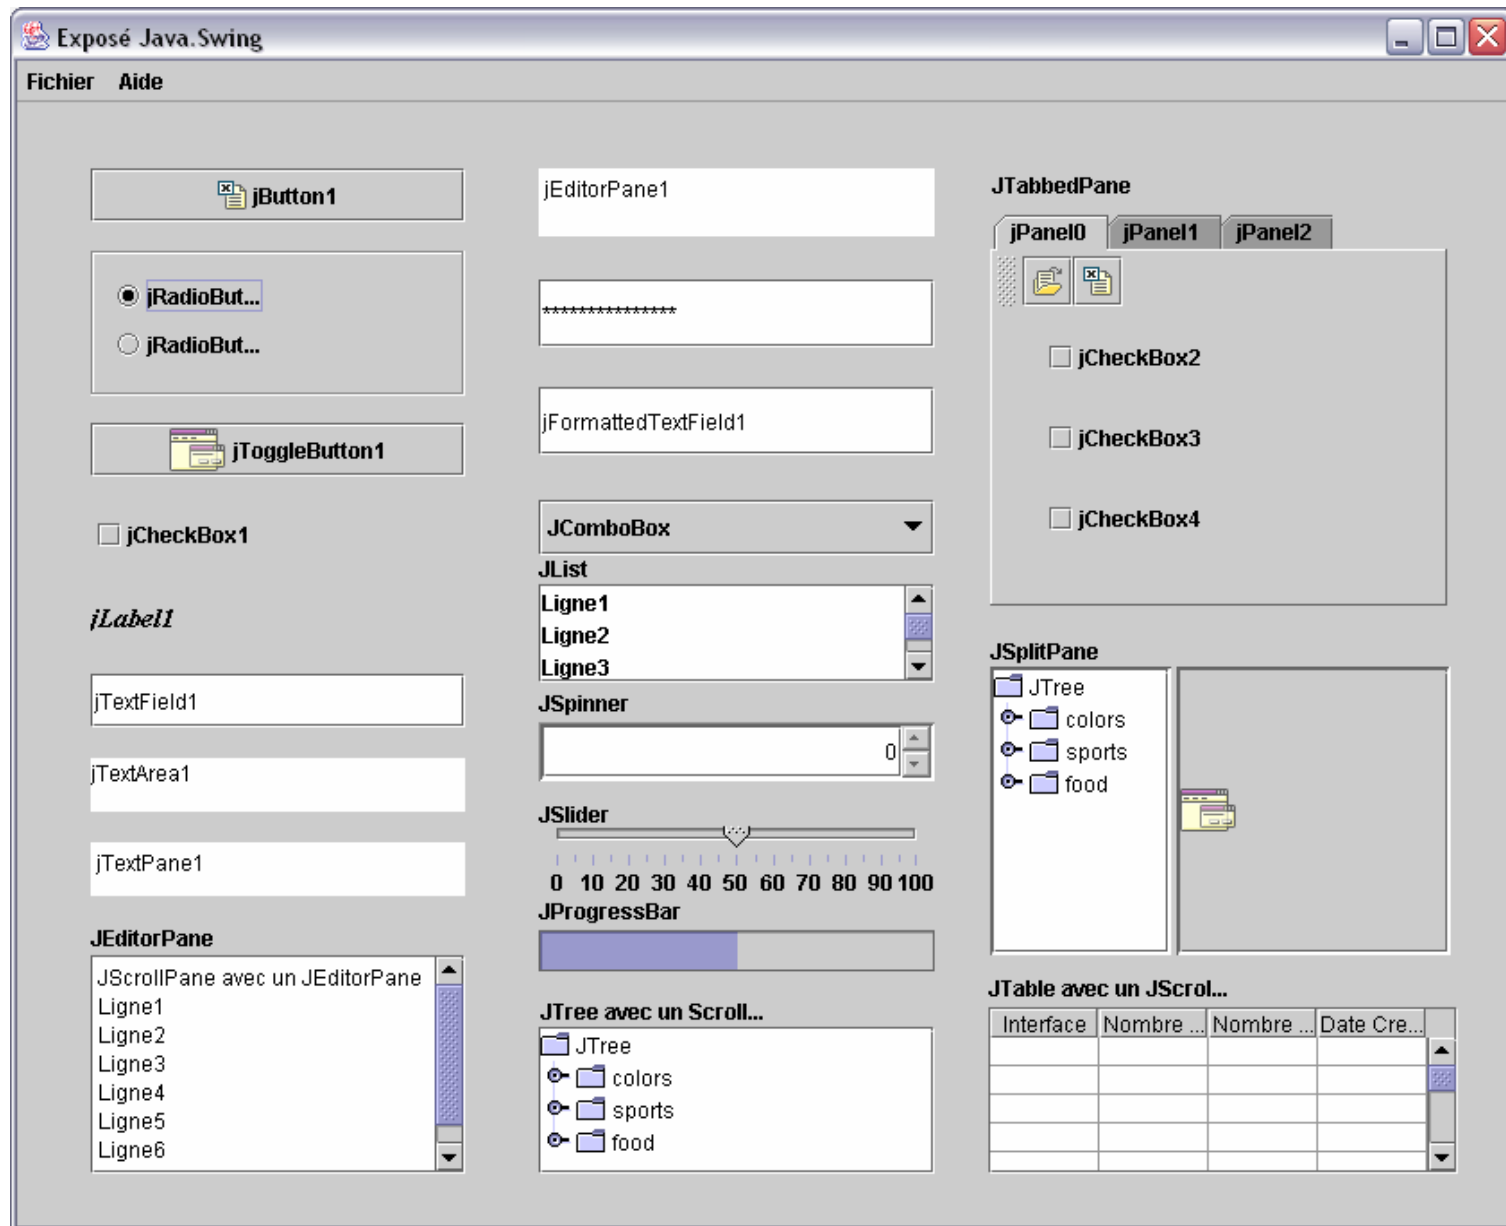 Exposé Java.Swing
Fichier Aide
jButton1
jRadioBut...
jRadioBut...
jToggleButton1
jCheckBox1
jLabel1
jTextField1
jTextArea1
jTextPane1
JEditorPane
JScrollPane avec un JEditorPane
Ligne1
Ligne2
Ligne3
Ligne4
Ligne5
Ligne6
jEditorPane1
***************
jFormattedTextField1
JComboBox
JList
Ligne1
Ligne2
Ligne3
JSpinner
0
JSlider
0 10 20 30 40 50 60 70 80 90 100
JProgressBar
JTree avec un Scroll...
JTree
colors
sports
food
JTabbedPane
jPanel0 jPanel1 jPanel2
jCheckBox2
jCheckBox3
jCheckBox4
JSplitPane
JTree
colors
sports
food
JTable avec un JScrol...
Interface Nombre ... Nombre ... Date Cre...